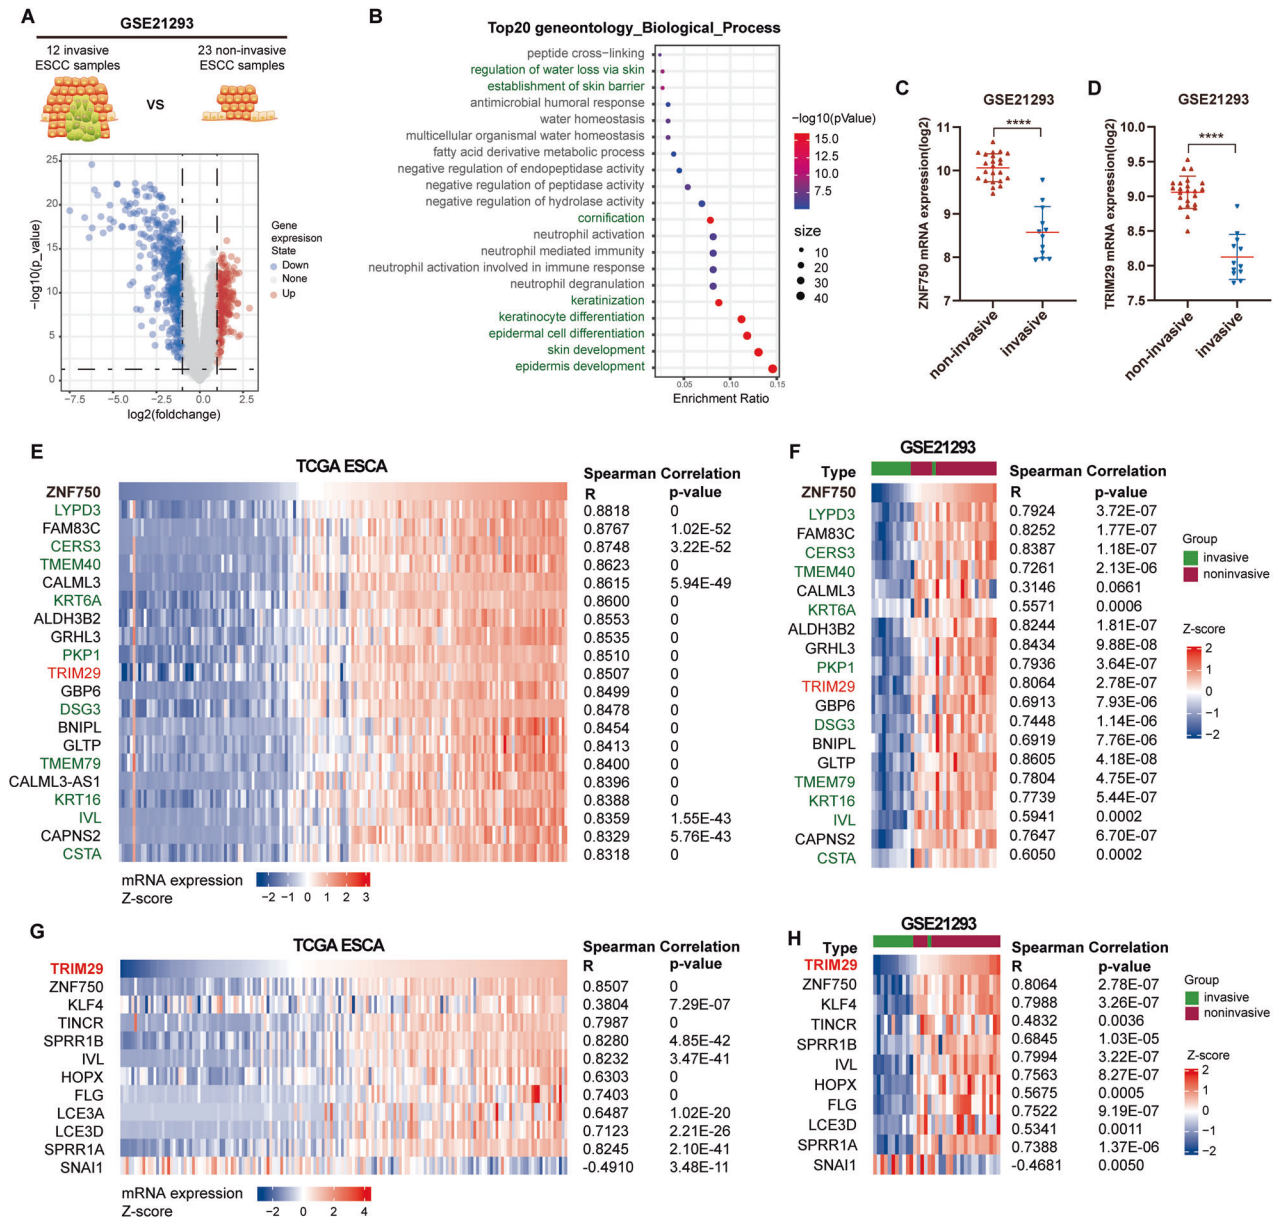 A
GSE21293
12 invasive
ESCC samples
VS
23 non-invasive
ESCC samples
25
20
15
10
5
0
−log10(p_value)
−7.5
−5.0
−2.5
0.0
2.5
log2(foldchange)
Gene
expresison
State
Down
None
Up
B
Top20 geneontology_Biological_Process
peptide cross−linking
regulation of water loss via skin
establishment of skin barrier
antimicrobial humoral response
water homeostasis
multicellular organismal water homeostasis
fatty acid derivative metabolic process
negative regulation of endopeptidase activity
negative regulation of peptidase activity
negative regulation of hydrolase activity
cornification
neutrophil activation
neutrophil mediated immunity
neutrophil activation involved in immune response
neutrophil degranulation
keratinization
keratinocyte differentiation
epidermal cell differentiation
skin development
epidermis development
0.05
0.10
0.15
Enrichment Ratio
−log10(pValue)
15.0
12.5
10.0
7.5
size
10
20
30
40
C
GSE21293
ZNF750 mRNA expression(log2)
11
10
9
8
7
****
non-invasive
invasive
D
GSE21293
TRIM29 mRNA expression(log2)
10.0
9.5
9.0
8.5
8.0
7.5
****
non-invasive
invasive
E
TCGA ESCA
Spearman Correlation
ZNF750 R p-value
LYPD3 0.8818 0
FAM83C 0.8767 1.02E-52
CERS3 0.8748 3.22E-52
TMEM40 0.8623 0
CALML3 0.8615 5.94E-49
KRT6A 0.8600 0
ALDH3B2 0.8553 0
GRHL3 0.8535 0
PKP1 0.8510 0
TRIM29 0.8507 0
GBP6 0.8499 0
DSG3 0.8478 0
BNIPL 0.8454 0
GLTP 0.8413 0
TMEM79 0.8400 0
CALML3-AS1 0.8396 0
KRT16 0.8388 0
IVL 0.8359 1.55E-43
CAPNS2 0.8329 5.76E-43
CSTA 0.8318 0
mRNA expression
Z-score
−2 −1 0 1 2 3
F
GSE21293
Type Spearman Correlation
ZNF750 R p-value
LYPD3 0.7924 3.72E-07
FAM83C 0.8252 1.77E-07
CERS3 0.8387 1.18E-07
TMEM40 0.7261 2.13E-06
CALML3 0.3146 0.0661
KRT6A 0.5571 0.0006
ALDH3B2 0.8244 1.81E-07
GRHL3 0.8434 9.88E-08
PKP1 0.7936 3.64E-07
TRIM29 0.8064 2.78E-07
GBP6 0.6913 7.93E-06
DSG3 0.7448 1.14E-06
BNIPL 0.6919 7.76E-06
GLTP 0.8605 4.18E-08
TMEM79 0.7804 4.75E-07
KRT16 0.7739 5.44E-07
IVL 0.5941 0.0002
CAPNS2 0.7647 6.70E-07
CSTA 0.6050 0.0002
Group
invasive
noninvasive
Z-score
2
1
0
−1
−2
G
TCGA ESCA
Spearman Correlation
TRIM29 R p-value
ZNF750 0.8507 0
KLF4 0.3804 7.29E-07
TINCR 0.7987 0
SPRR1B 0.8280 4.85E-42
IVL 0.8232 3.47E-41
HOPX 0.6303 0
FLG 0.7403 0
LCE3A 0.6487 1.02E-20
LCE3D 0.7123 2.21E-26
SPRR1A 0.8245 2.10E-41
SNAI1 -0.4910 3.48E-11
mRNA expression
Z-score
−2 0 2 4
H
GSE21293
Type Spearman Correlation
TRIM29 R p-value
ZNF750 0.8064 2.78E-07
KLF4 0.7988 3.26E-07
TINCR 0.4832 0.0036
SPRR1B 0.6845 1.03E-05
IVL 0.7994 3.22E-07
0.7563 8.27E-07
HOPX 0.5675 0.0005
FLG 0.7522 9.19E-07
LCE3D 0.5341 0.0011
SPRR1A 0.7388 1.37E-06
SNAI1 -0.4681 0.0050
Group
invasive
noninvasive
Z-score
2
1
0
−1
−2